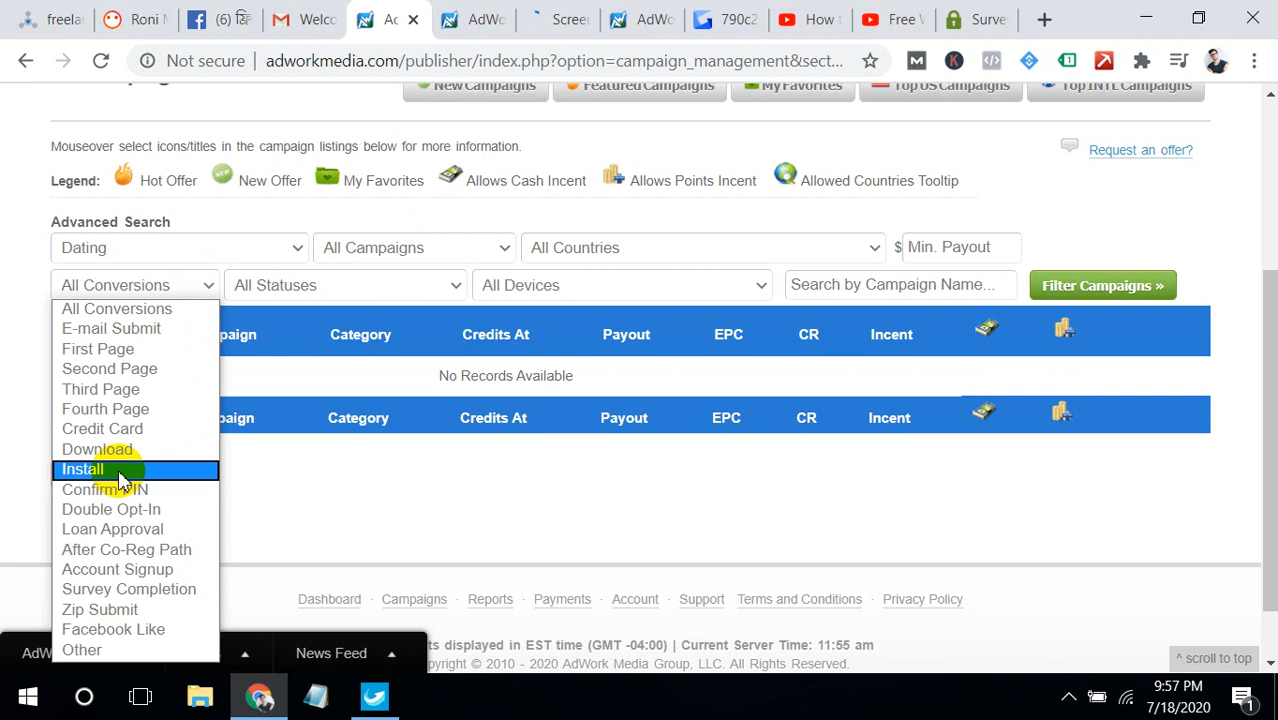 freelan
Roni M
(6) ফ্রি
Welco
Ac
AdWo
Scree
AdWo
790c2
How t
Free V
Surve
Not secure
adworkmedia.com/publisher/index.php?option=campaign_management&sect...
New Campaigns
Featured Campaigns
My Favorites
Top US Campaigns
Top INTL Campaigns
Mouseover select icons/titles in the campaign listings below for more information.
Request an offer?
Legend:
Hot Offer
New Offer
My Favorites
Allows Cash Incent
Allows Points Incent
Allowed Countries Tooltip
Advanced Search
Dating
All Campaigns
All Countries
$ Min. Payout
All Conversions
All Statuses
All Devices
Search by Campaign Name...
Filter Campaigns »
All Conversions
E-mail Submit
First Page
Second Page
Third Page
Fourth Page
Credit Card
Download
Install
Confirm PIN
Double Opt-In
Loan Approval
After Co-Reg Path
Account Signup
Survey Completion
Zip Submit
Facebook Like
Other
paign
Category
Credits At
Payout
EPC
CR
Incent
No Records Available
paign
Category
Credits At
Payout
EPC
CR
Incent
Dashboard
Campaigns
Reports
Payments
Account
Support
Terms and Conditions
Privacy Policy
ts displayed in EST time (GMT -04:00) | Current Server Time: 11:55 am
pyright © 2010 - 2020 AdWork Media Group, LLC. All Rights Reserved.
^ scroll to top
AdW
News Feed
9:57 PM
7/18/2020
1